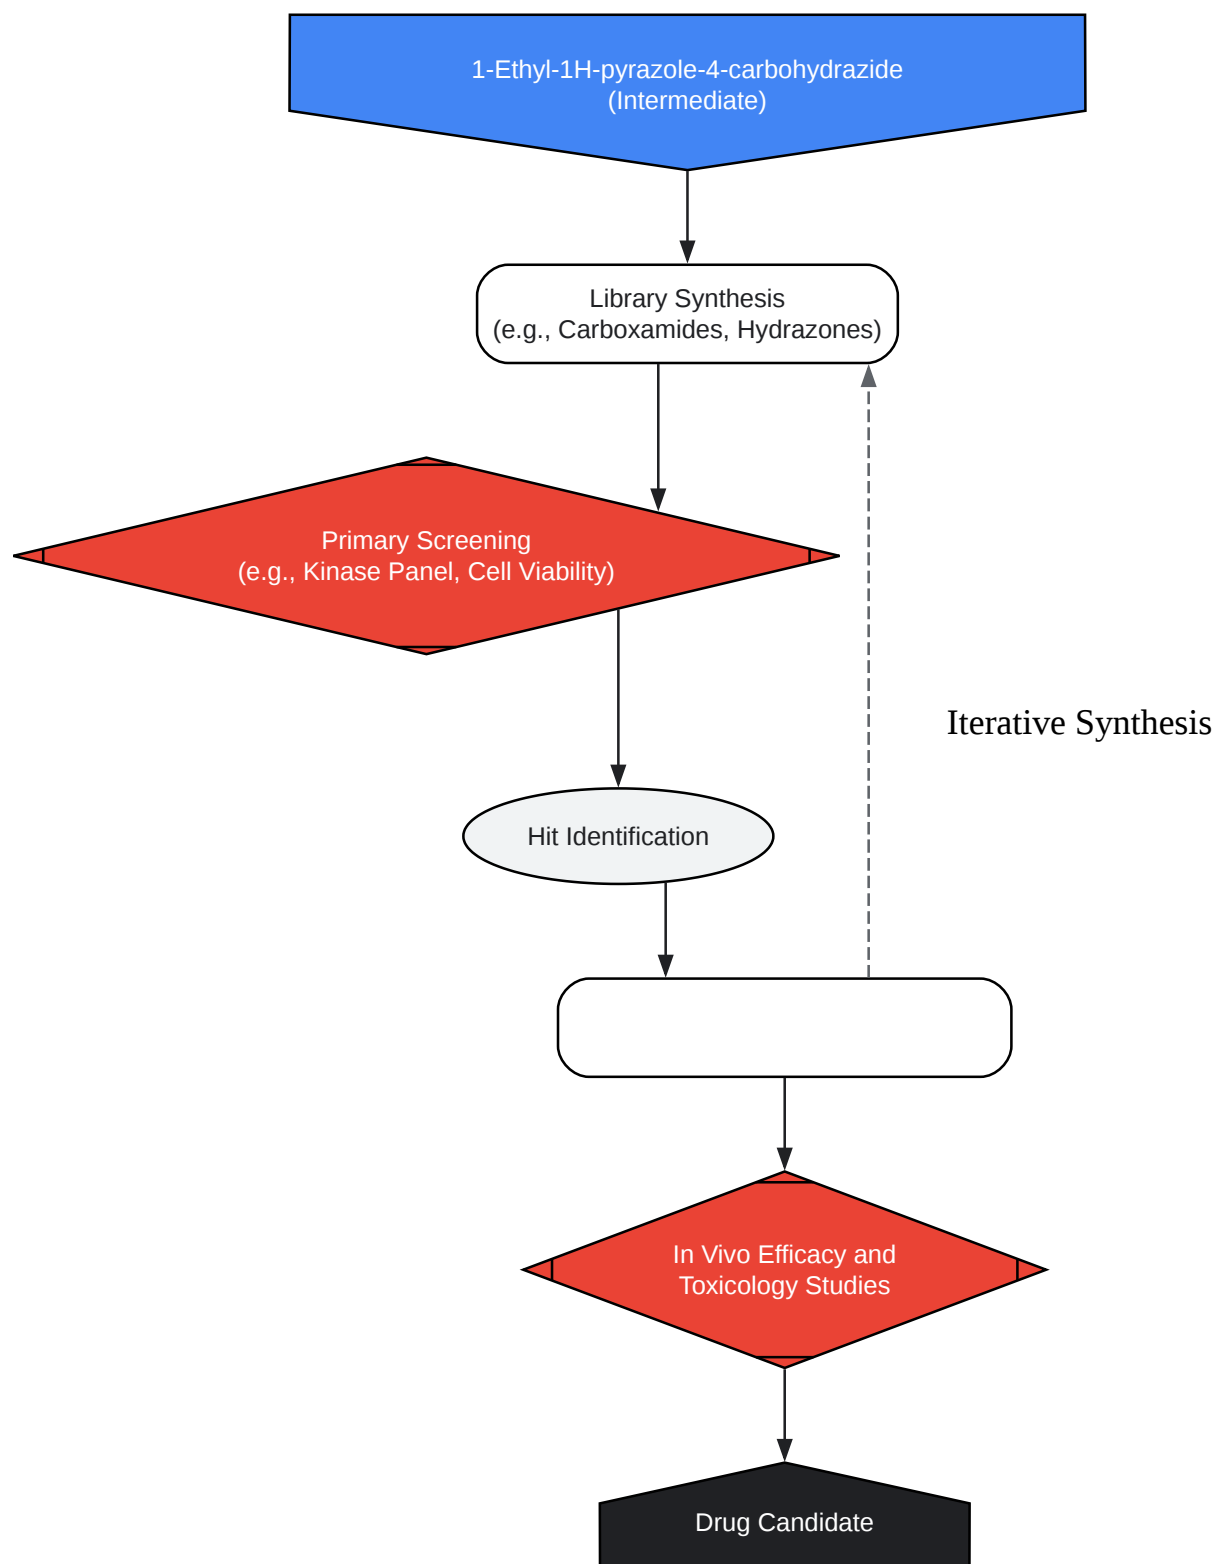 1-Ethyl-1H-pyrazole-4-carbohydrazide
(Intermediate)
Library Synthesis
(e.g., Carboxamides, Hydrazones)
Primary Screening
(e.g., Kinase Panel, Cell Viability)
Iterative Synthesis
Hit Identification
In Vivo Efficacy and
Toxicology Studies
Drug Candidate